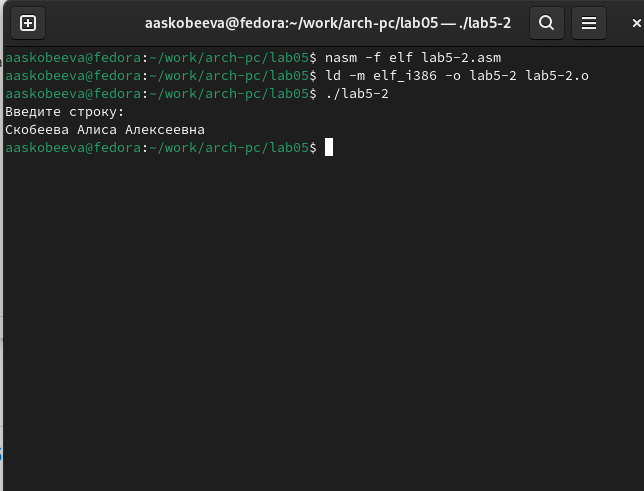 aaskobeeva@fedora:~/work/arch-pc/lab05 — ./lab5-2
aaskobeeva@fedora:~/work/arch-pc/lab05$ nasm -f elf lab5-2.asm
aaskobeeva@fedora:~/work/arch-pc/lab05$ ld -m elf_i386 -o lab5-2 lab5-2.o
aaskobeeva@fedora:~/work/arch-pc/lab05$ ./lab5-2
Введите строку:
Скобеева Алиса Алексеевна
aaskobeeva@fedora:~/work/arch-pc/lab05$